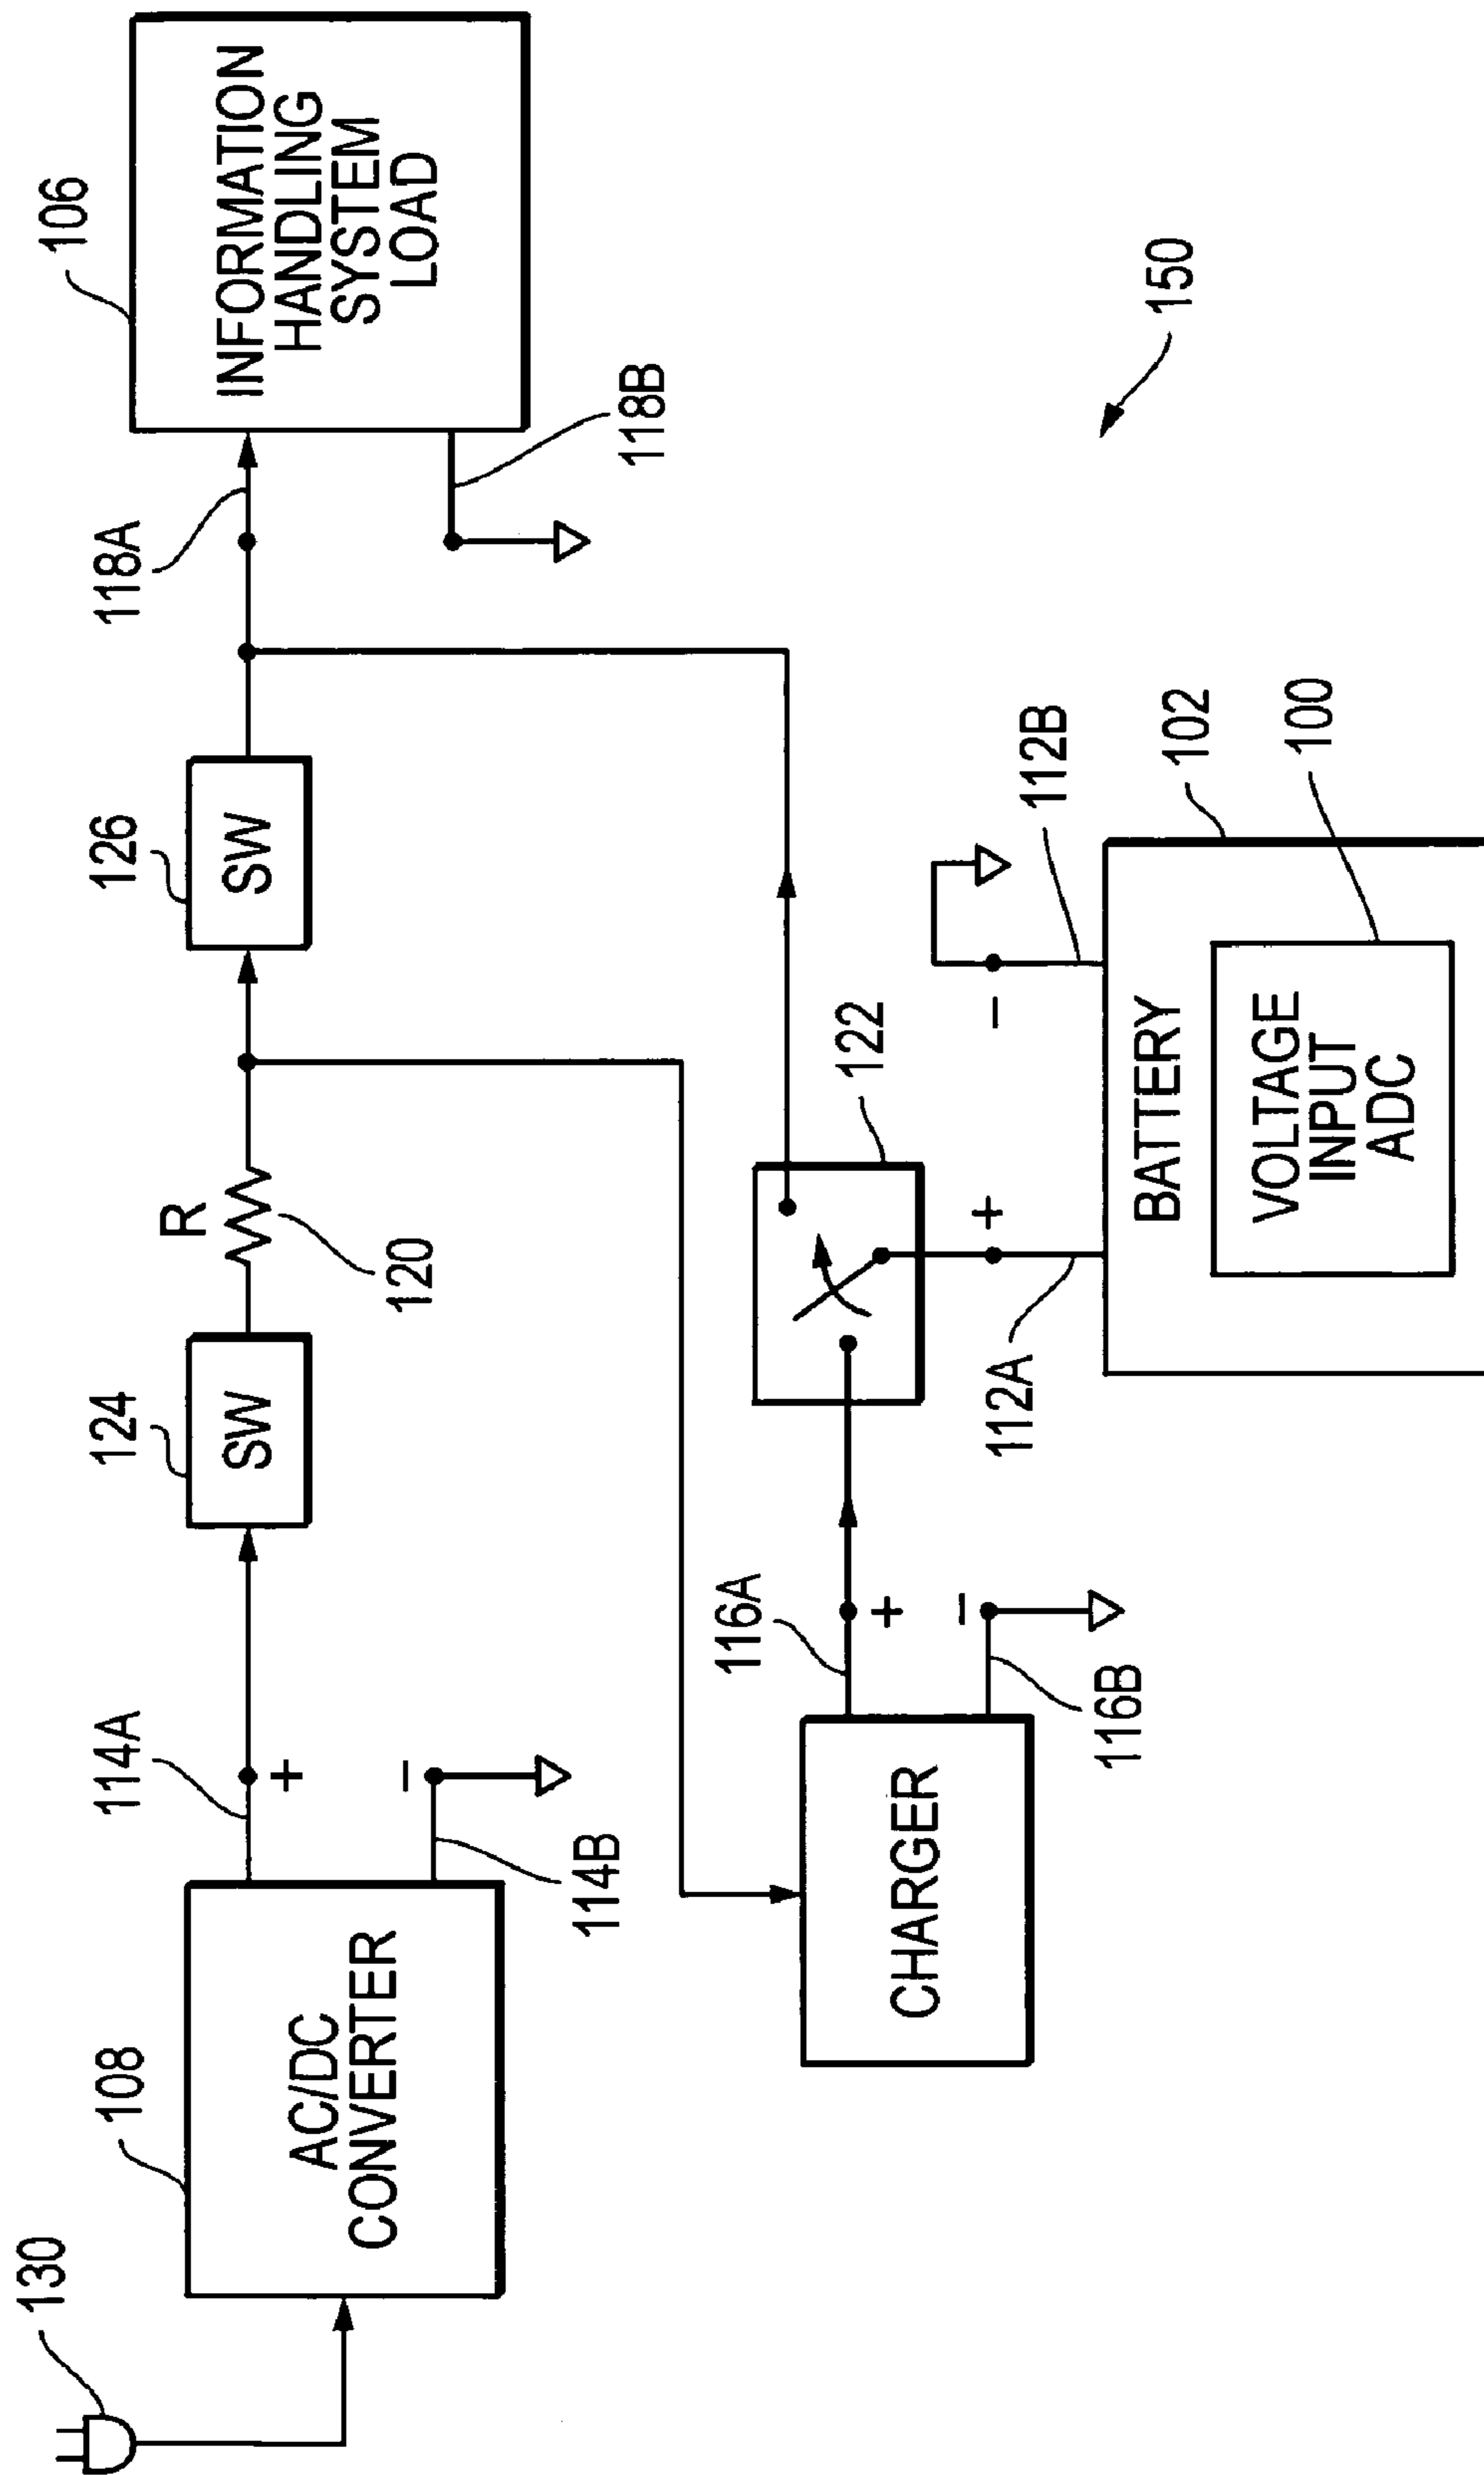 130
108
AC/DC
CONVERTER
114A
+
−
114B
124
SW
R
120
126
SW
118A
106
INFORMATION
HANDLING
SYSTEM
LOAD
118B
CHARGER
116A
+
−
116B
122
112A
+
−
112B
BATTERY
102
VOLTAGE
INPUT
ADC
100
150